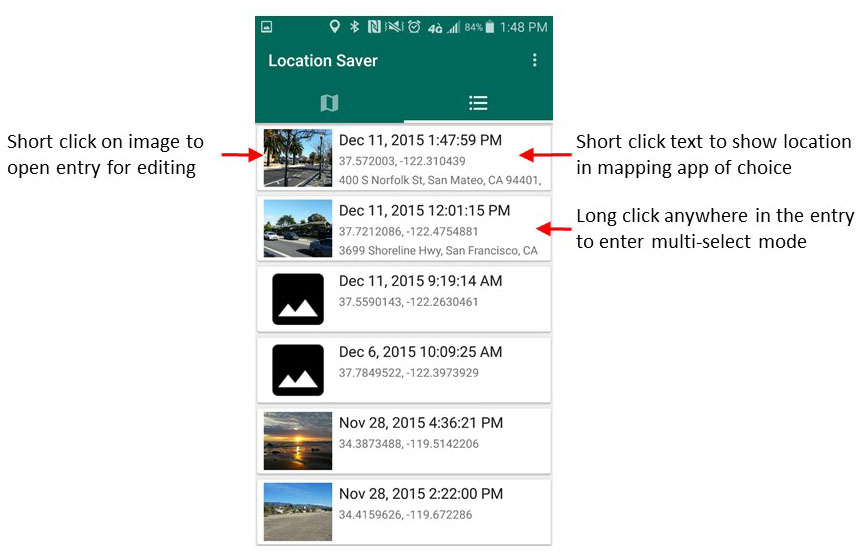 84% 1:48 PM
Location Saver
Short click on image to
open entry for editing
Dec 11, 2015 1:47:59 PM
37.572003, -122.310439
400 S Norfolk St, San Mateo, CA 94401,
Short click text to show location
in mapping app of choice
Dec 11, 2015 12:01:15 PM
37.7212086, -122.4754881
3699 Shoreline Hwy, San Francisco, CA
Long click anywhere in the entry
to enter multi-select mode
Dec 11, 2015 9:19:14 AM
37.5590143, -122.2630461
Dec 6, 2015 10:09:25 AM
37.7849522, -122.3973929
Nov 28, 2015 4:36:21 PM
34.3873488, -119.5142206
Nov 28, 2015 2:22:00 PM
34.4159626, -119.672286